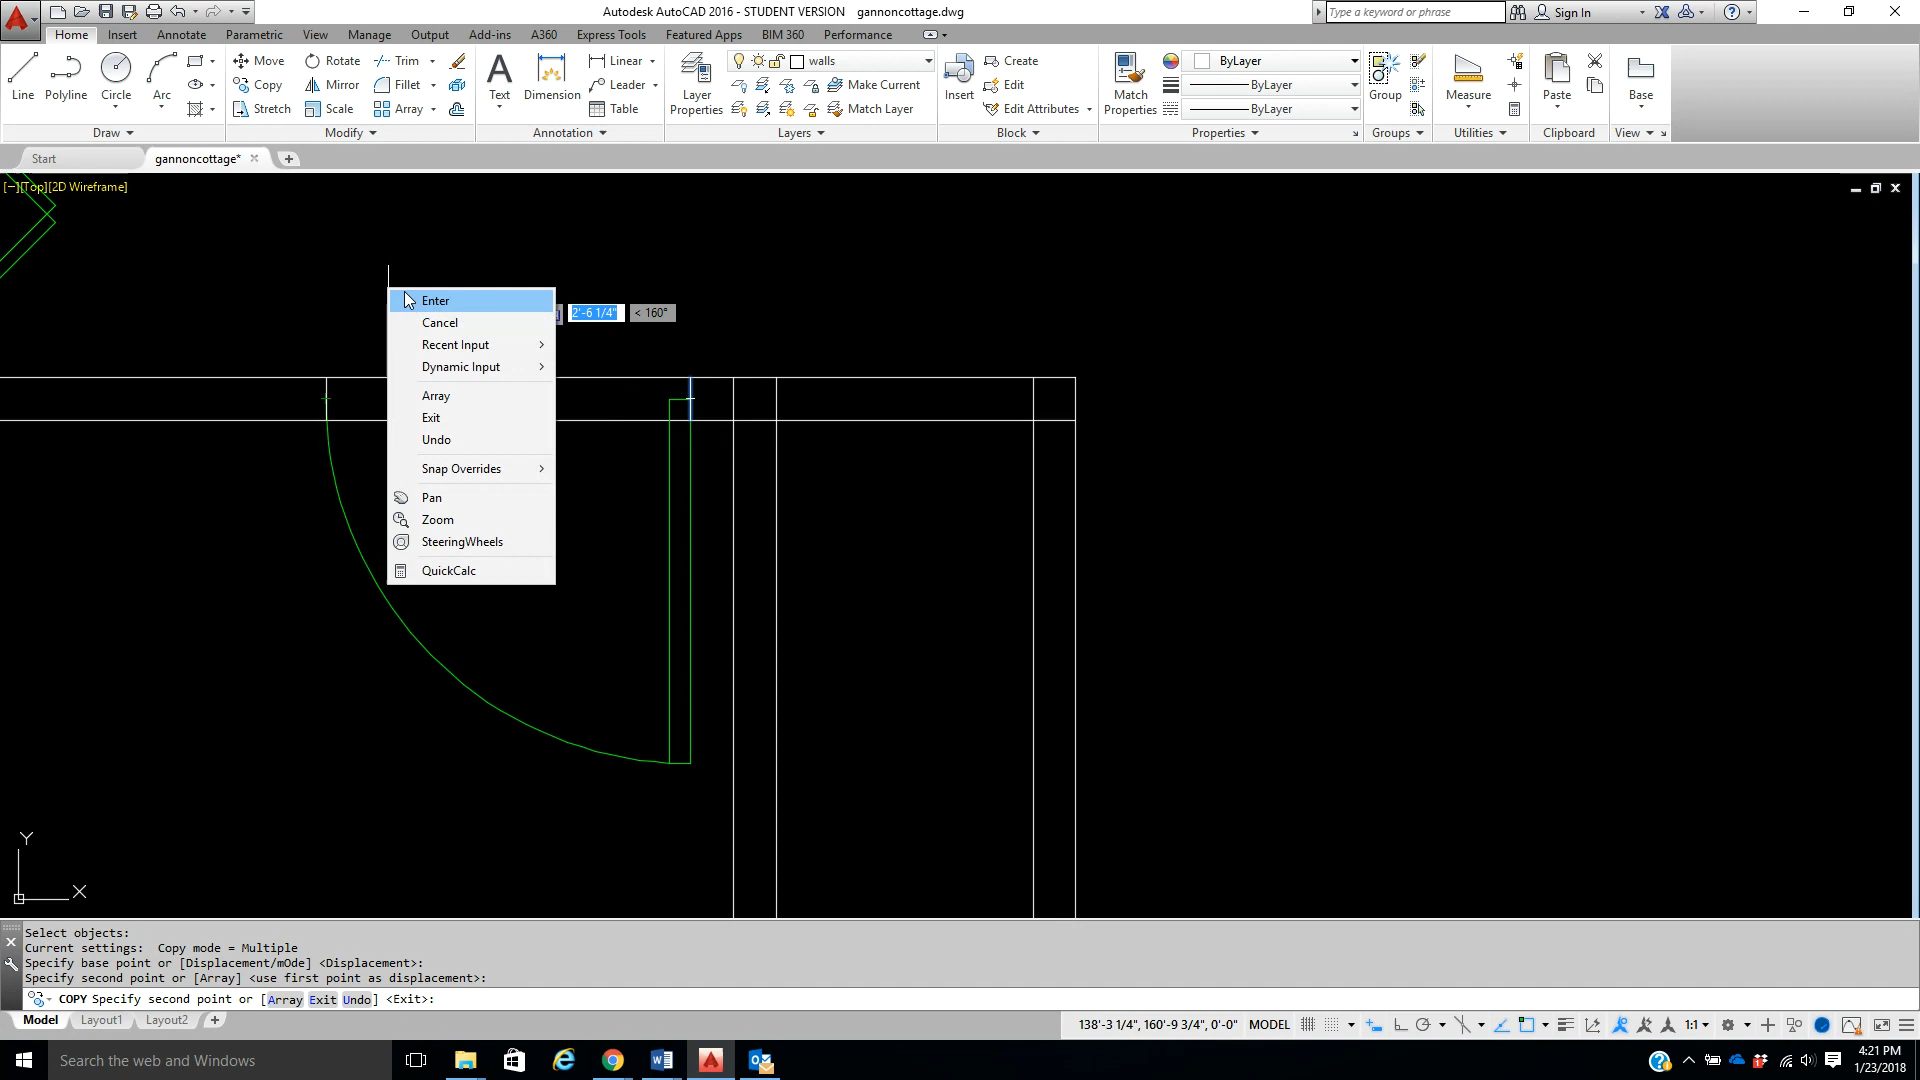 Autodesk AutoCAD 2016 - STUDENT VERSION gannoncottage.dwg
Type a keyword or phrase
Sign In
Home Insert Annotate Parametric View Manage Output Add-ins A360 Express Tools Featured Apps BIM 360 Performance
Line Polyline Circle Arc
Draw
Move Rotate Trim
Copy Mirror Fillet
Stretch Scale Array
Modify
Text Dimension
Linear
Leader
Table
Annotation
Layer Properties
walls
Make Current
Match Layer
Layers
Insert
Create
Edit
Edit Attributes
Block
Match Properties
ByLayer
ByLayer
ByLayer
Properties
Group
Groups
Measure
Utilities
Paste
Clipboard
Base
View
Start gannoncottage*
[−][Top][2D Wireframe]
Enter
Cancel
Recent Input
Dynamic Input
Array
Exit
Undo
Snap Overrides
Pan
Zoom
SteeringWheels
QuickCalc
2'-6 1/4" < 160°
Y
X
Select objects:
Current settings: Copy mode = Multiple
Specify base point or [Displacement/mOde] <Displacement>:
Specify second point or [Array] <use first point as displacement>:
COPY Specify second point or [Array Exit Undo] <Exit>:
Model Layout1 Layout2
138'-3 1/4", 160'-9 3/4", 0'-0" MODEL 1:1
Search the web and Windows
4:21 PM
1/23/2018